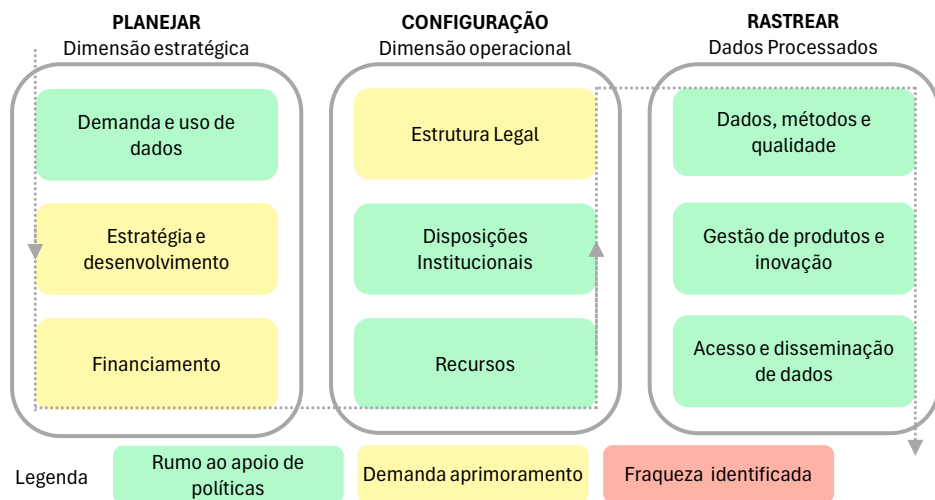 PLANEJAR
Dimensão estratégica
Demanda e uso de
dados
Estratégia e
desenvolvimento
Financiamento
CONFIGURAÇÃO
Dimensão operacional
Estrutura Legal
Disposições
Institucionais
Recursos
RASTREAR
Dados Processados
Dados, métodos e
qualidade
Gestão de produtos e
inovação
Acesso e disseminação
de dados
Legenda
Rumo ao apoio de
políticas
Demanda aprimoramento
Fraqueza identificada